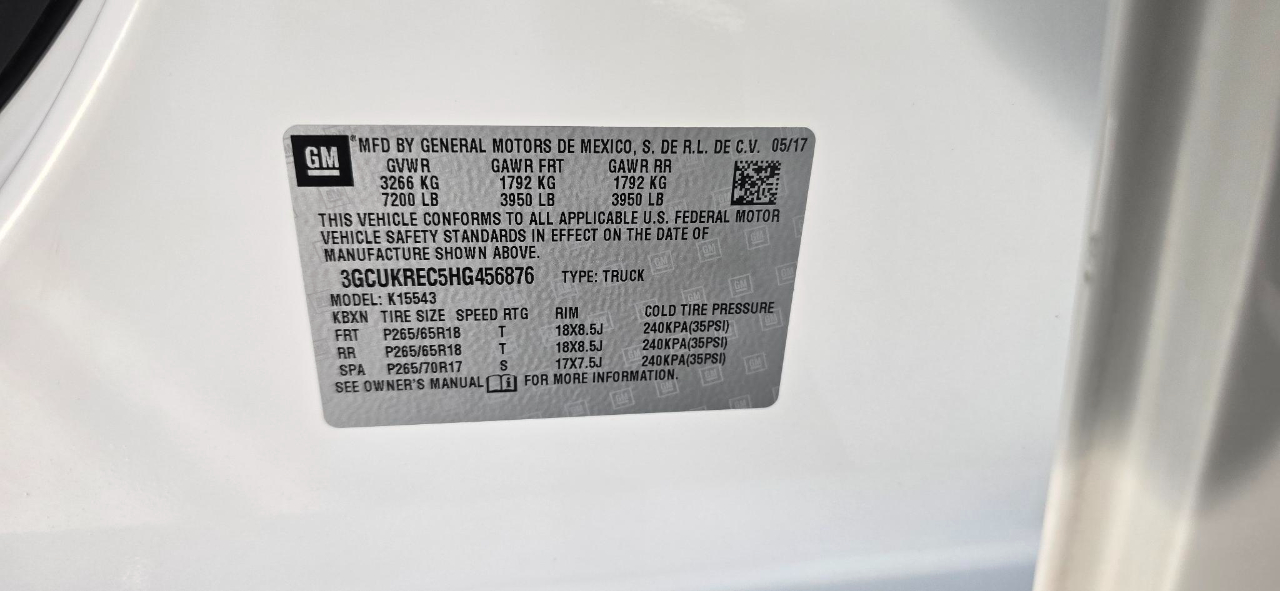 GM ® MFD BY GENERAL MOTORS DE MEXICO, S. DE R.L. DE C.V. 05/17
GVWR GAWR FRT GAWR RR
3266 KG 1792 KG 1792 KG
7200 LB 3950 LB 3950 LB
THIS VEHICLE CONFORMS TO ALL APPLICABLE U.S. FEDERAL MOTOR
VEHICLE SAFETY STANDARDS IN EFFECT ON THE DATE OF
MANUFACTURE SHOWN ABOVE.
3GCUKREC5HG456876 TYPE: TRUCK
MODEL: K15543
KBXN TIRE SIZE SPEED RTG RIM COLD TIRE PRESSURE
FRT P265/65R18 T 18X8.5J 240KPA(35PSI)
RR P265/65R18 T 18X8.5J 240KPA(35PSI)
SPA P265/70R17 S 17X7.5J 240KPA(35PSI)
SEE OWNER'S MANUAL i FOR MORE INFORMATION.